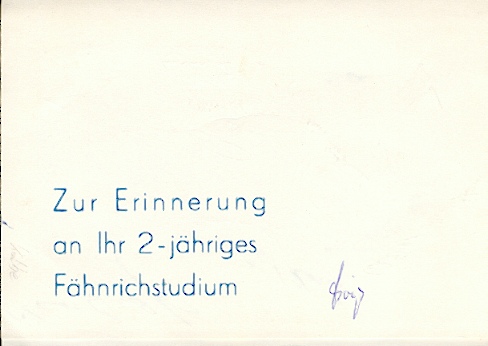 Zur Erinnerung
an Ihr 2-jähriges
Fähnrichstudium